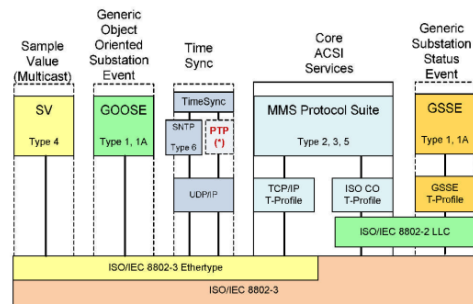 Sample
Value
(Multicast)
Generic
Object
Oriented
Substation
Event
Time
Sync
Core
ACSI
Services
Generic
Substation
Status
Event
SV
Type 4
GOOSE
Type 1, 1A
TimeSync
SNTP
Type 6
PTP
(*)
MMS Protocol Suite
Type 2, 3, 5
GSSE
Type 1, 1A
UDP/IP
TCP/IP
T-Profile
ISO CO
T-Profile
GSSE
T-Profile
ISO/IEC 8802-2 LLC
ISO/IEC 8802-3 Ethertype
ISO/IEC 8802-3